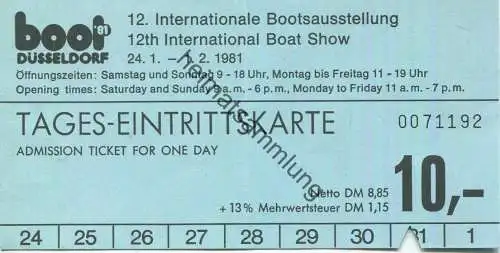 boot 81
DÜSSELDORF
12. Internationale Bootsausstellung
12th International Boat Show
24. 1. – 1. 2. 1981
Öffnungszeiten: Samstag und Sonntag 9 - 18 Uhr, Montag bis Freitag 11 - 19 Uhr
Opening times: Saturday and Sunday 9 a.m. - 6 p.m., Monday to Friday 11 a.m. - 7 p.m.
TAGES-EINTRITTSKARTE
0071192
ADMISSION TICKET FOR ONE DAY
Netto DM 8,85
+ 13% Mehrwertsteuer DM 1,15
10,-
24 25 26 27 28 29 30 31 1
heimatsammlung